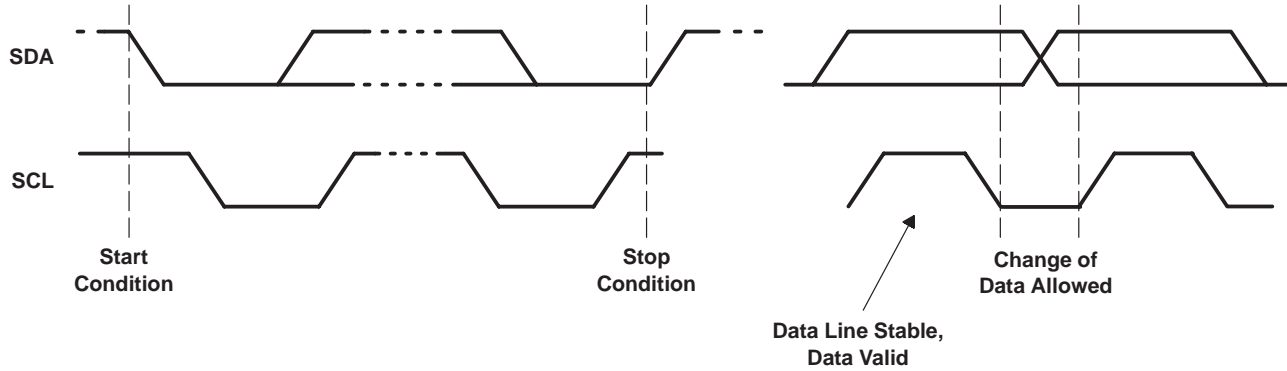 SDA
SCL
Start
Condition
Stop
Condition
Change of
Data Allowed
Data Line Stable,
Data Valid